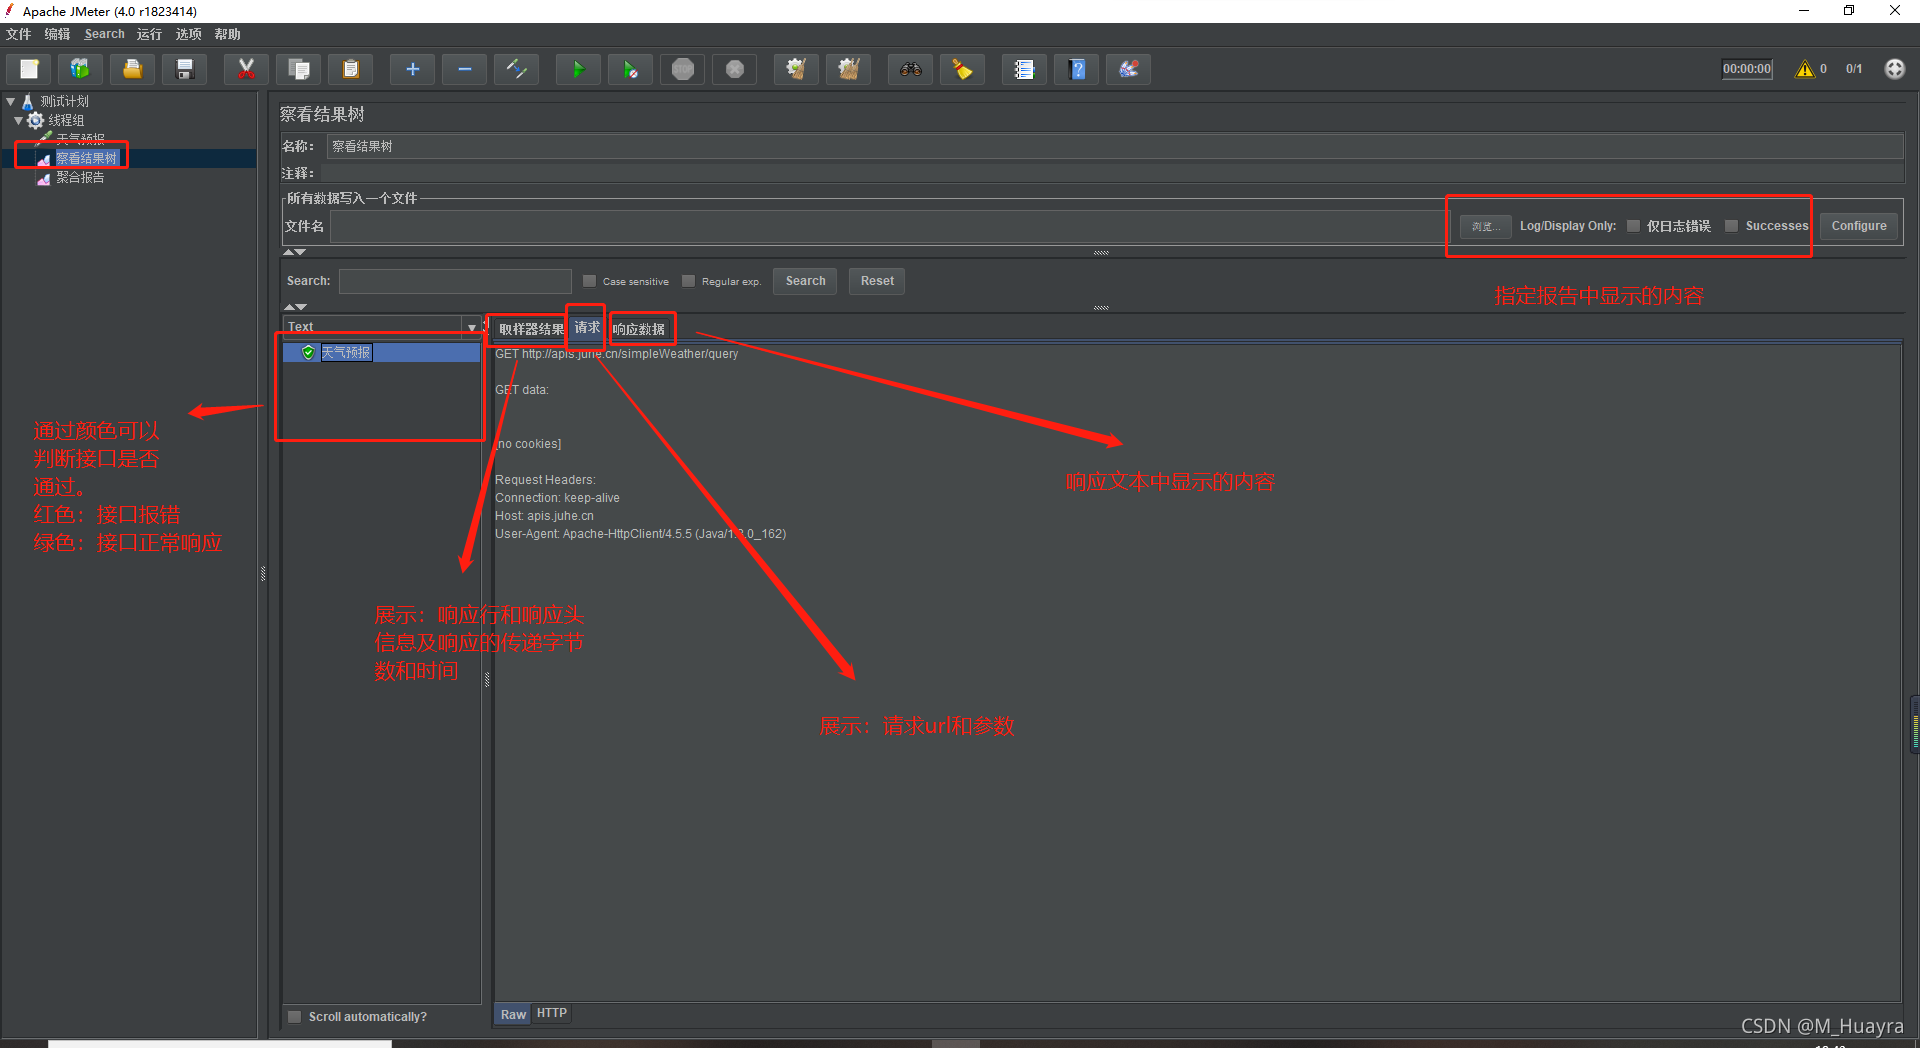 Apache JMeter (4.0 r1823414)
文件 编辑 Search 运行 选项 帮助
00:00:00 0 0/1
测试计划
线程组
天气预报
察看结果树
聚合报告
察看结果树
名称： 察看结果树
注释：
所有数据写入一个文件
文件名 浏览... Log/Display Only: 仅日志错误 Successes Configure
Search: Case sensitive Regular exp. Search Reset
指定报告中显示的内容
Text
取样器结果 请求 响应数据
天气预报
GET http://apis.juhe.cn/simpleWeather/query
GET data:
[no cookies]
Request Headers:
Connection: keep-alive
Host: apis.juhe.cn
User-Agent: Apache-HttpClient/4.5.5 (Java/1.8.0_162)
通过颜色可以
判断接口是否
通过。
红色：接口报错
绿色：接口正常响应
响应文本中显示的内容
展示：响应行和响应头
信息及响应的传递字节
数和时间
展示：请求url和参数
Scroll automatically?
Raw HTTP
CSDN @M_Huayra